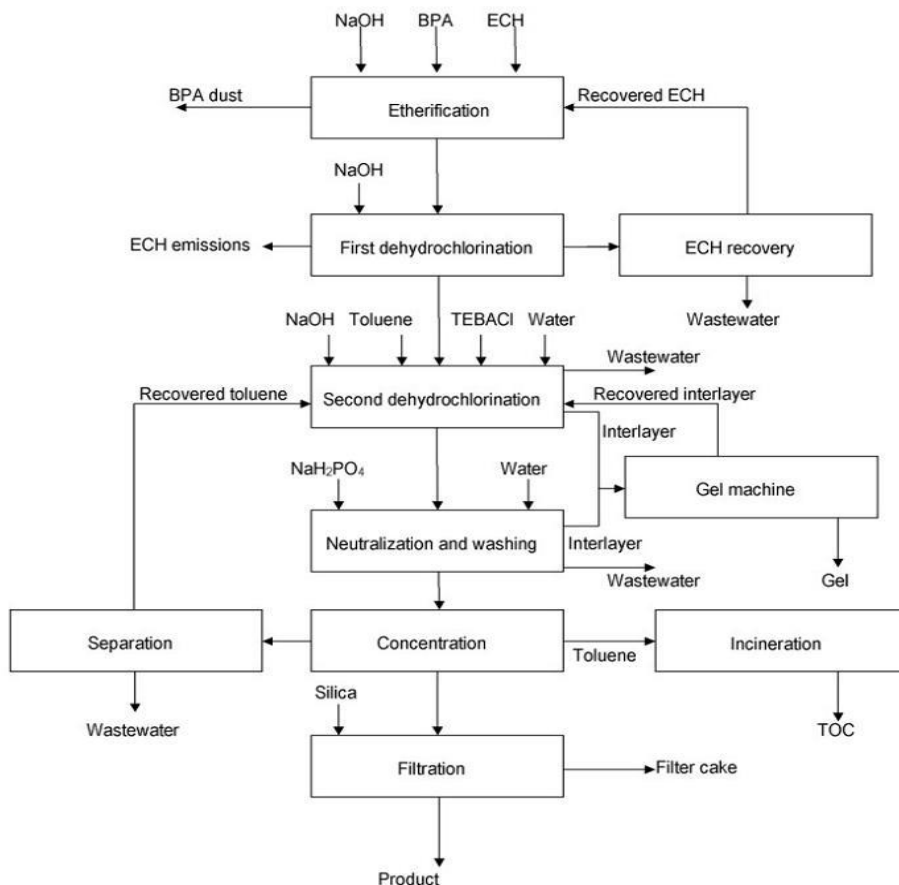 NaOH BPA ECH
BPA dust
Recovered ECH
Etherification
NaOH
ECH emissions
First dehydrochlorination
ECH recovery
NaOH Toluene TEBACl Water
Wastewater
Wastewater
Recovered toluene
Second dehydrochlorination
Recovered interlayer
Interlayer
NaH₂PO₄
Water
Gel machine
Neutralization and washing
Interlayer
Wastewater
Gel
Separation
Concentration
Toluene
Incineration
Silica
Wastewater
TOC
Filtration
Filter cake
Product